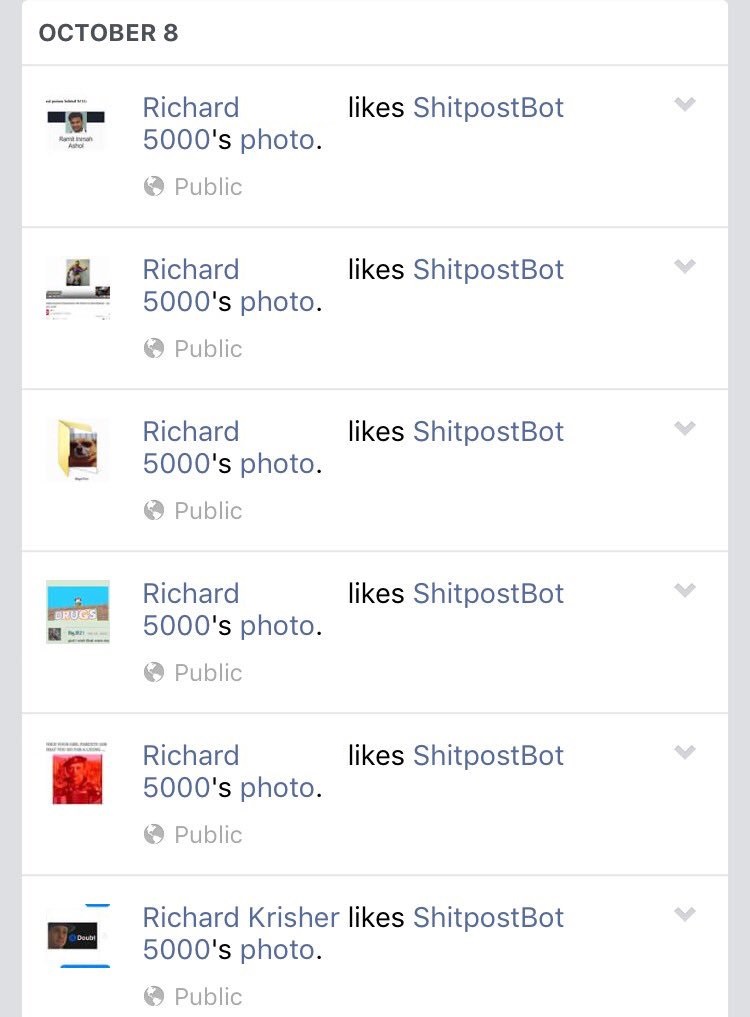 OCTOBER 8
Richard likes ShitpostBot
5000's photo.
Public
Richard likes ShitpostBot
5000's photo.
Public
Richard likes ShitpostBot
5000's photo.
Public
DRUGS
Richard likes ShitpostBot
5000's photo.
Public
Richard likes ShitpostBot
5000's photo.
Public
Doubt
Richard Krisher likes ShitpostBot
5000's photo.
Public